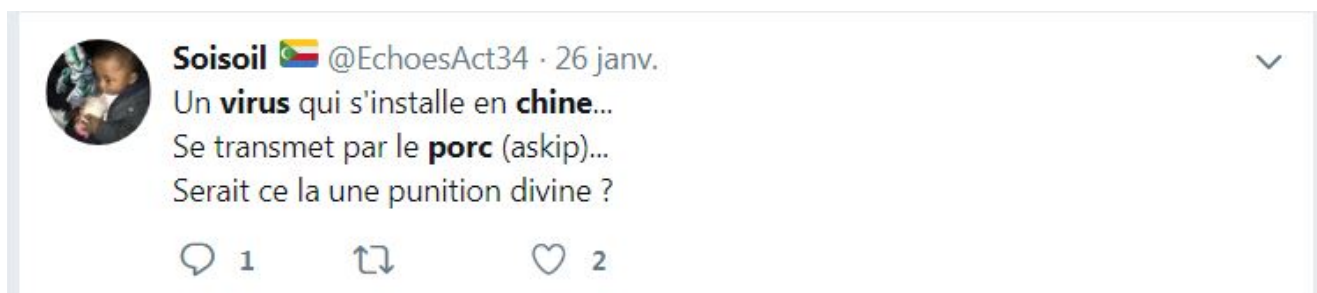 Soisoil 🇰🇲 @EchoesAct34 · 26 janv.
Un virus qui s'installe en chine...
Se transmet par le porc (askip)...
Serait ce la une punition divine ?
1 2